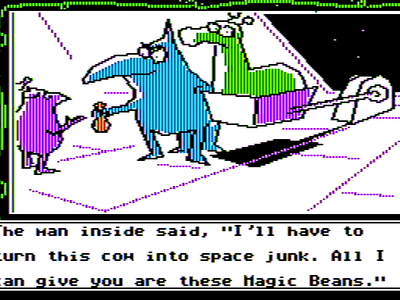 The man inside said, "I'll have to
turn this cow into space junk. All I
can give you are these Magic Beans."